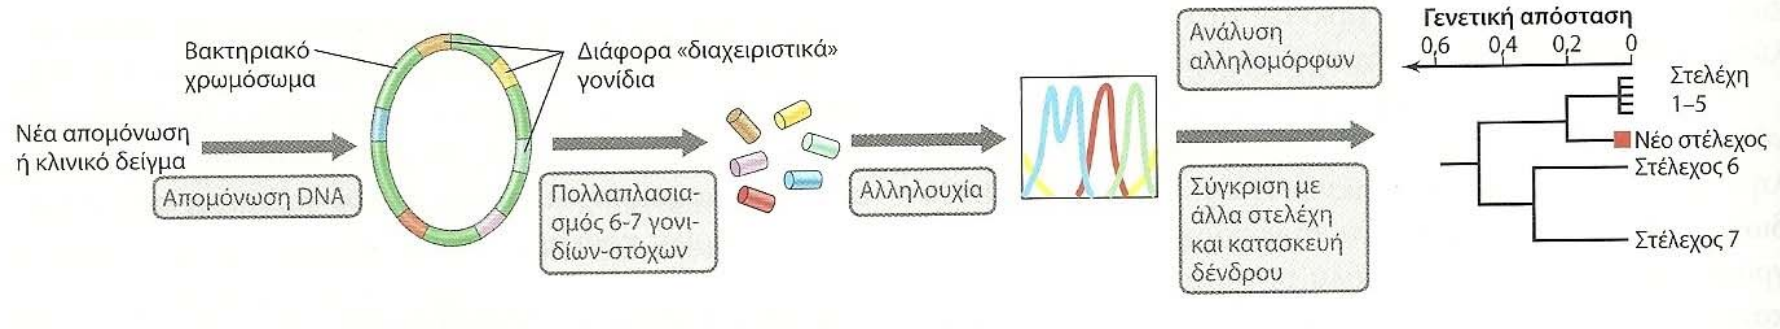 Νέα απομόνωση
ή κλινικό δείγμα
Απομόνωση DNA
Βακτηριακό
χρωμόσωμα
Διάφορα «διαχειριστικά»
γονίδια
Πολλαπλασια-
σμός 6-7 γονι-
δίων-στόχων
Αλληλουχία
Ανάλυση
αλληλομόρφων
Σύγκριση με
άλλα στελέχη
και κατασκευή
δένδρου
Γενετική απόσταση
0,6 0,4 0,2 0
Στελέχη
1–5
Νέο στέλεχος
Στέλεχος 6
Στέλεχος 7